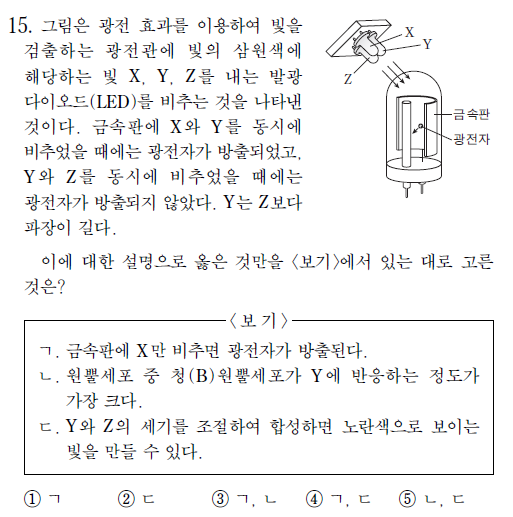 15. 그림은 광전 효과를 이용하여 빛을
검출하는 광전관에 빛의 삼원색에
해당하는 빛 X, Y, Z를 내는 발광
다이오드(LED)를 비추는 것을 나타낸
것이다. 금속판에 X와 Y를 동시에
비추었을 때에는 광전자가 방출되었고,
Y와 Z를 동시에 비추었을 때에는
광전자가 방출되지 않았다. Y는 Z보다
파장이 길다.
X
Y
Z
금속판
광전자
이에 대한 설명으로 옳은 것만을 <보기>에서 있는 대로 고른
것은?
<보 기>
ㄱ. 금속판에 X만 비추면 광전자가 방출된다.
ㄴ. 원뿔세포 중 청(B)원뿔세포가 Y에 반응하는 정도가
가장 크다.
ㄷ. Y와 Z의 세기를 조절하여 합성하면 노란색으로 보이는
빛을 만들 수 있다.
① ㄱ ② ㄷ ③ ㄱ, ㄴ ④ ㄱ, ㄷ ⑤ ㄴ, ㄷ